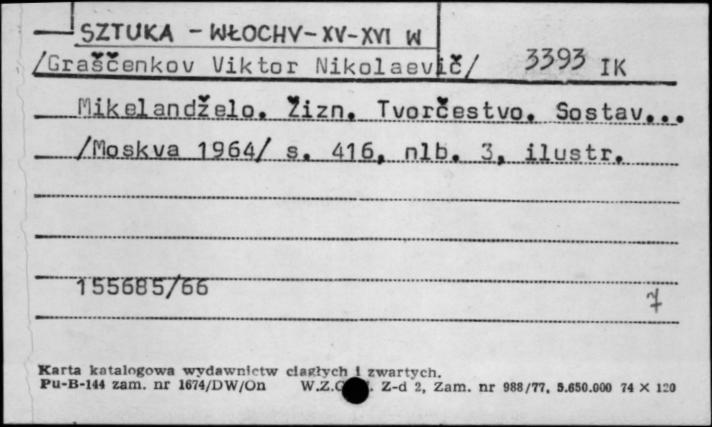 SZTUKA - WŁOCHY - XV - XVI W
/Graščenkov Viktor Nikolaevič/ 3393 IK
Mikelandželo. Žizn. Tvorčestvo. Sostav...
/Moskva 1964/ s. 416, nlb. 3, ilustr.
155685/66
7
Karta katalogowa wydawnictw ciągłych i zwartych.
Pu-B-144 zam. nr 1674/DW/On W.Z.G. Z-d 2, Zam. nr 988/77, 5.650.000 74 × 120